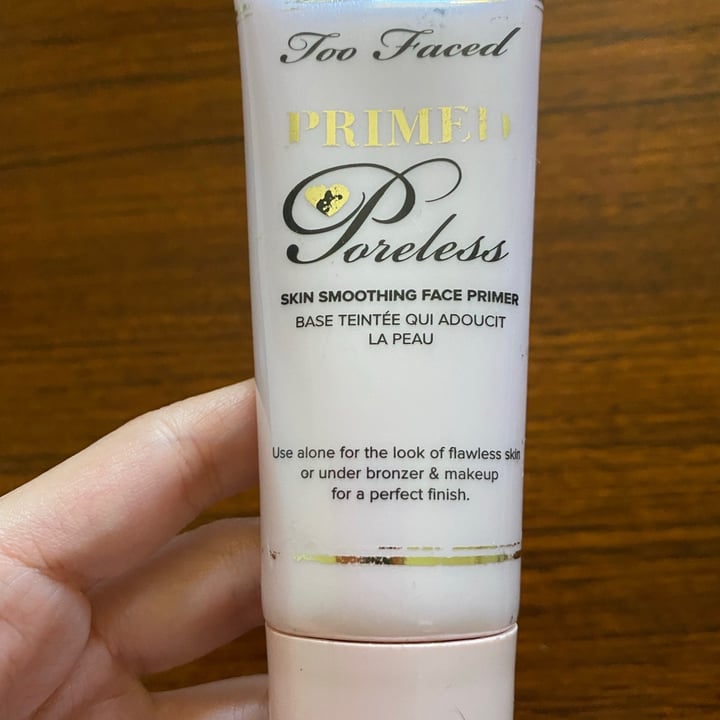 Too Faced
PRIMED
Poreless
SKIN SMOOTHING FACE PRIMER
BASE TEINTÉE QUI ADOUCIT
LA PEAU
Use alone for the look of flawless skin
or under bronzer & makeup
for a perfect finish.